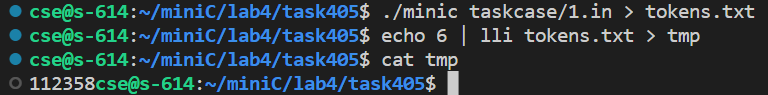 cse@s-614:~/miniC/lab4/task405$ ./minic taskcase/1.in > tokens.txt
cse@s-614:~/miniC/lab4/task405$ echo 6 | lli tokens.txt > tmp
cse@s-614:~/miniC/lab4/task405$ cat tmp
112358cse@s-614:~/miniC/lab4/task405$